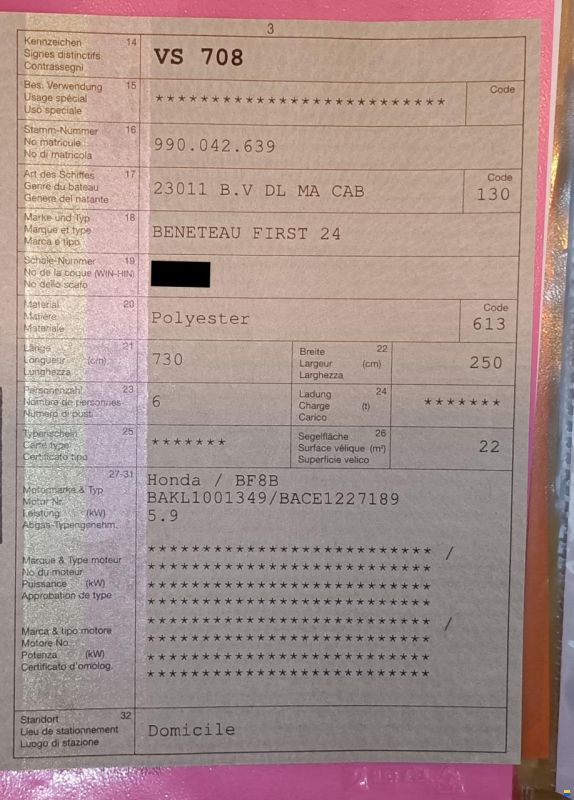 3
Kennzeichen 14
Signes distinctifs
Contrassegni
VS 708
Bes. Verwendung 15
Usage spécial
Uso speciale
**************************
Code
Stamm-Nummer 16
No matricule
No di matricola
990.042.639
Art des Schiffes 17
Genre du bateau
Genere del natante
23011 B.V DL MA CAB
Code
130
Marke und Typ 18
Marque et type
Marca e tipo
BENETEAU FIRST 24
Schale-Nummer 19
No de la coque (WIN-HIN)
No dello scafo
Material 20
Matière
Materiale
Polyester
Code
613
Länge 21
Longueur (cm)
Lunghezza
730
Breite 22
Largeur (cm)
Larghezza
250
Personenzahl 23
Nombre de personnes
Numero di posti
6
Ladung 24
Charge (t)
Carico
*******
Typenschein 25
Carte type
Certificato tipo
*******
Segelfläche 26
Surface vélique (m²)
Superficie velico
22
27-31
Motormarke & Typ
Motor Nr.
Leistung (kW)
Abgas-Typengenehm.
Honda / BF8B
BAKL1001349/BACE1227189
5.9
Marque & Type moteur
No du moteur
Puissance (kW)
Approbation de type
************************** /
**************************
**************************
**************************
Marca & tipo motore
Motore No
Potenza (kW)
Certificato d'omolog.
************************** /
**************************
**************************
**************************
Standort 32
Lieu de stationnement
Luogo di stazione
Domicile